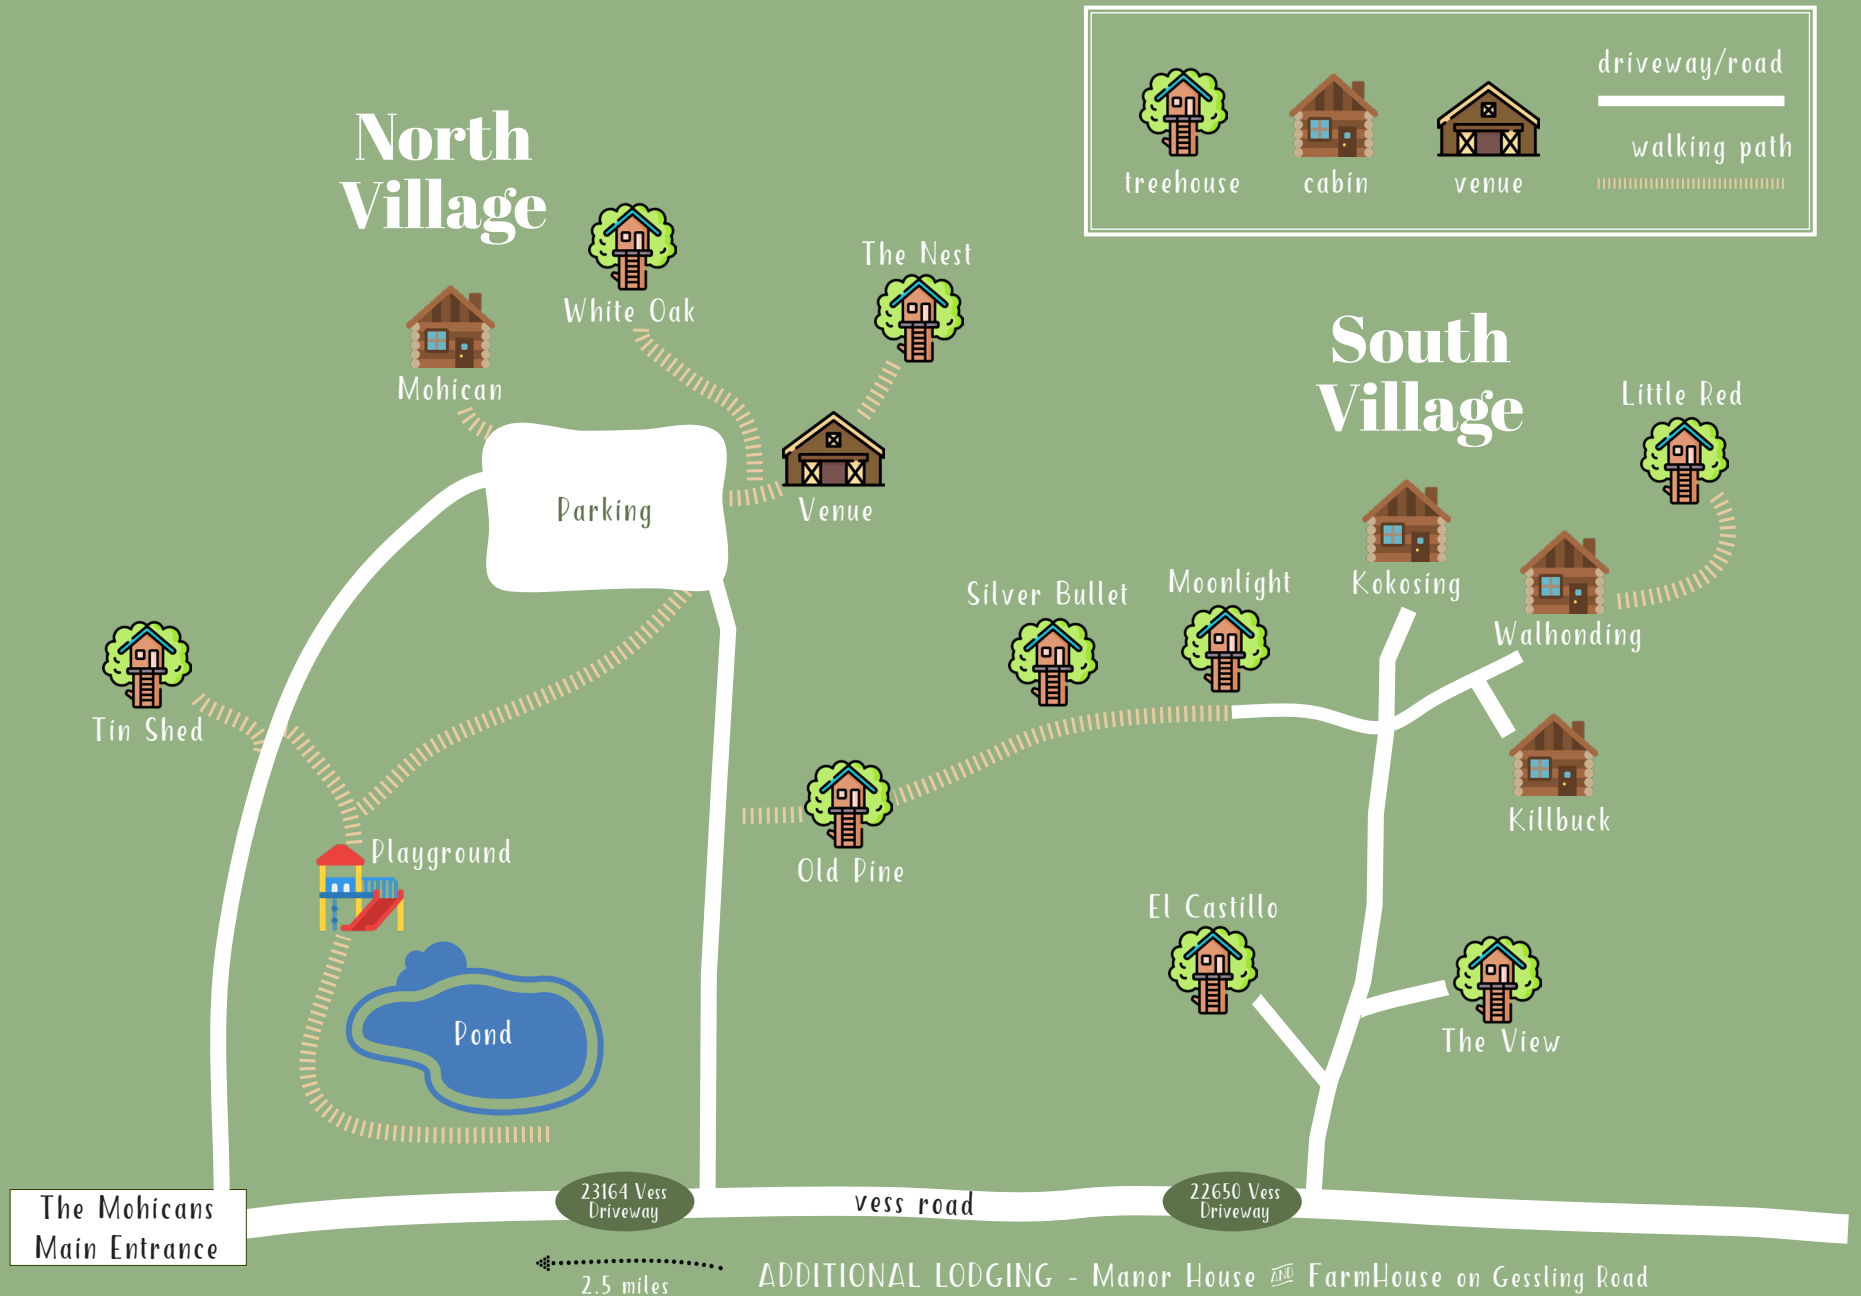 driveway/road
walking path
treehouse
cabin
venue
North
Village
White Oak
The Nest
Mohican
Parking
Venue
South
Village
Little Red
Kokosing
Walhonding
Silver Bullet
Moonlight
Killbuck
Tin Shed
Playground
Old Pine
El Castillo
The View
Pond
The Mohicans
Main Entrance
23164 Vess
Driveway
vess road
22650 Vess
Driveway
2.5 miles
ADDITIONAL LODGING - Manor House AND FarmHouse on Gessling Road